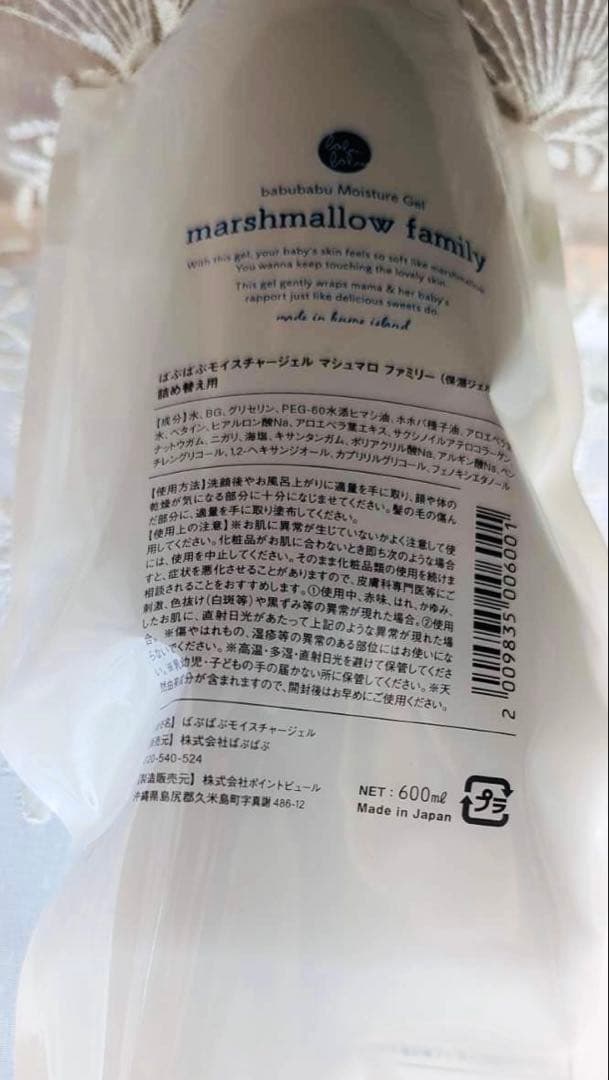 babubabu Moisture Gel
marshmallow family
With this gel, your baby's skin feels so soft like marshmallow
You wanna keep touching the lovely skin.
This gel gently wraps mama & her baby's
rapport just like delicious sweets do.
made in kume island
ばぶばぶモイスチャージェル マシュマロ ファミリー (保湿ジェル
詰め替え用
【成分】水、BG、グリセリン、PEG-60水添ヒマシ油、ホホバ種子油、アロエベラ液
水、ベタイン、ヒアルロン酸Na、アロエベラ葉エキス、サクシノイルアテロコラーゲン
ナットウガム、ニガリ、海塩、キサンタンガム、ポリアクリル酸Na、アルギン酸Na、ペン
チレングリコール、1,2-ヘキサンジオール、カプリリルグリコール、フェノキシエタノール
【使用方法】洗顔後やお風呂上がりに適量を手に取り、顔や体の
乾燥が気になる部分に十分になじませてください。髪の毛の傷ん
だ部分に、適量を手に取り塗布してください。
【使用上の注意】※お肌に異常が生じていないかよく注意して使
用してください。化粧品がお肌に合わないとき即ち次のような場合
には、使用を中止してください。そのまま化粧品類の使用を続けま
すと、症状を悪化させることがありますので、皮膚科専門医等にご
相談されることをおすすめします。①使用中、赤味、はれ、かゆみ、
刺激、色抜け(白斑等)や黒ずみ等の異常が現れた場合。②使用
したお肌に、直射日光があたって上記のような異常が現れた場
合。※傷やはれもの、湿疹等の異常のある部位にはお使いにな
らないでください。※高温・多湿・直射日光を避けて保管してくださ
い。※乳幼児・子どもの手の届かない所に保管してください。※天
然由来成分が含まれますので、開封後はお早めにご使用ください。
2 009835 006001
】ばぶばぶモイスチャージェル
売元】株式会社ばぶばぶ
20-540-524
製造販売元】株式会社ポイントピュール
沖縄県島尻郡久米島町字真謝 486-12
NET : 600mℓ
Made in Japan
プラ